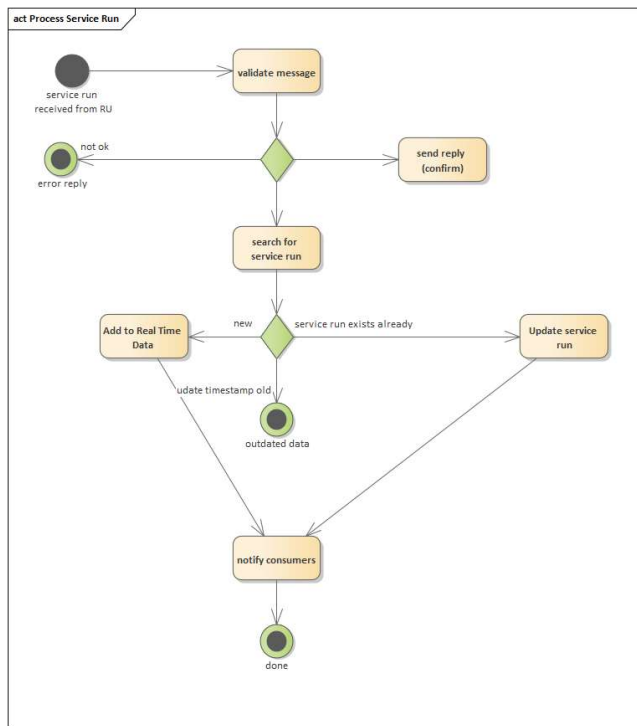 act Process Service Run
validate message
service run
received from RU
not ok
error reply
send reply
(confirm)
search for
service run
new
service run exists already
Add to Real Time
Data
Update service
run
udate timestamp old
outdated data
notify consumers
done